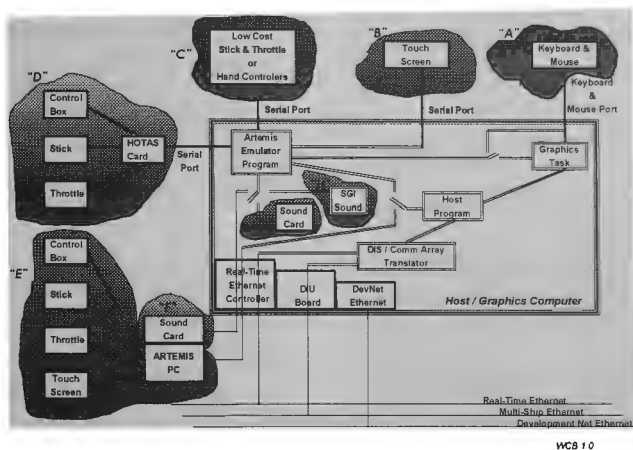 "C"
Low Cost
Stick & Throttle
or
Hand Controlers
"B"
Touch
Screen
"A"
Keyboard &
Mouse
"D"
Control
Box
Stick
HOTAS
Card
Throttle
Serial
Port
Serial Port
Serial Port
Keyboard
&
Mouse Port
Artemis
Emulator
Program
Graphics
Task
SGI
Sound
Sound
Card
Host
Program
DIS / Comm Array
Translator
Real-Time
Ethernet
Controller
DIU
Board
DevNet
Ethernet
Host / Graphics Computer
"E"
Control
Box
Stick
Throttle
Touch
Screen
"F"
Sound
Card
ARTEMIS
PC
Real-Time Ethernet
Multi-Ship Ethernet
Development Net Ethernet
WCB 1 0